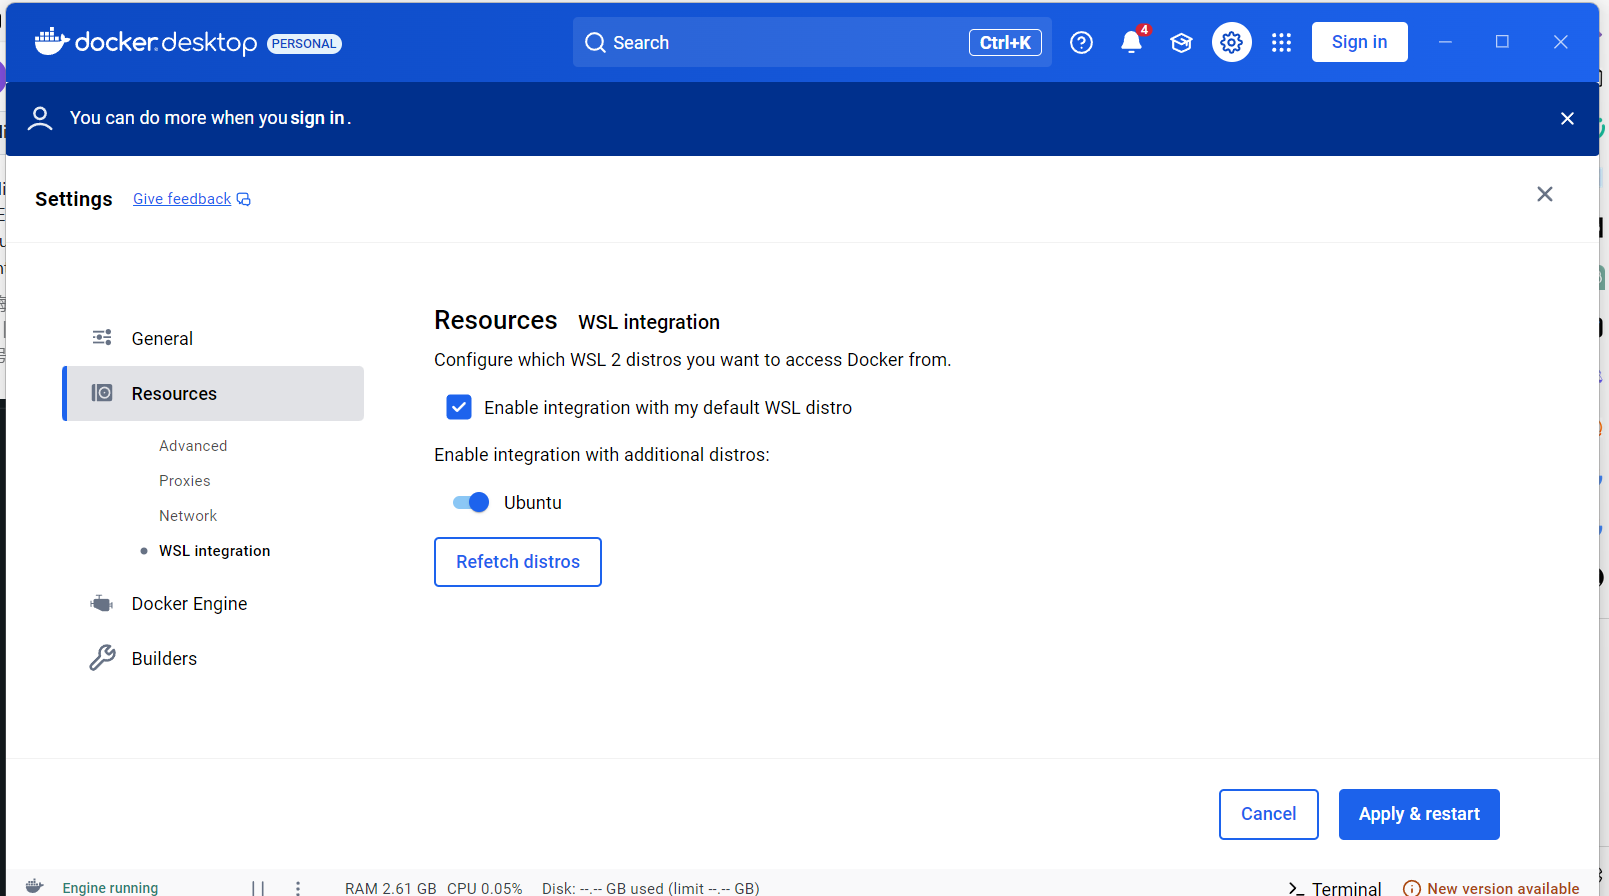 docker.desktop PERSONAL Search Ctrl+K 4 Sign in
You can do more when you sign in.
Settings Give feedback
General
Resources
Advanced
Proxies
Network
WSL integration
Docker Engine
Builders
Resources WSL integration
Configure which WSL 2 distros you want to access Docker from.
Enable integration with my default WSL distro
Enable integration with additional distros:
Ubuntu
Refetch distros
Cancel Apply & restart
Engine running RAM 2.61 GB CPU 0.05% Disk: --.-- GB used (limit --.-- GB) Terminal New version available